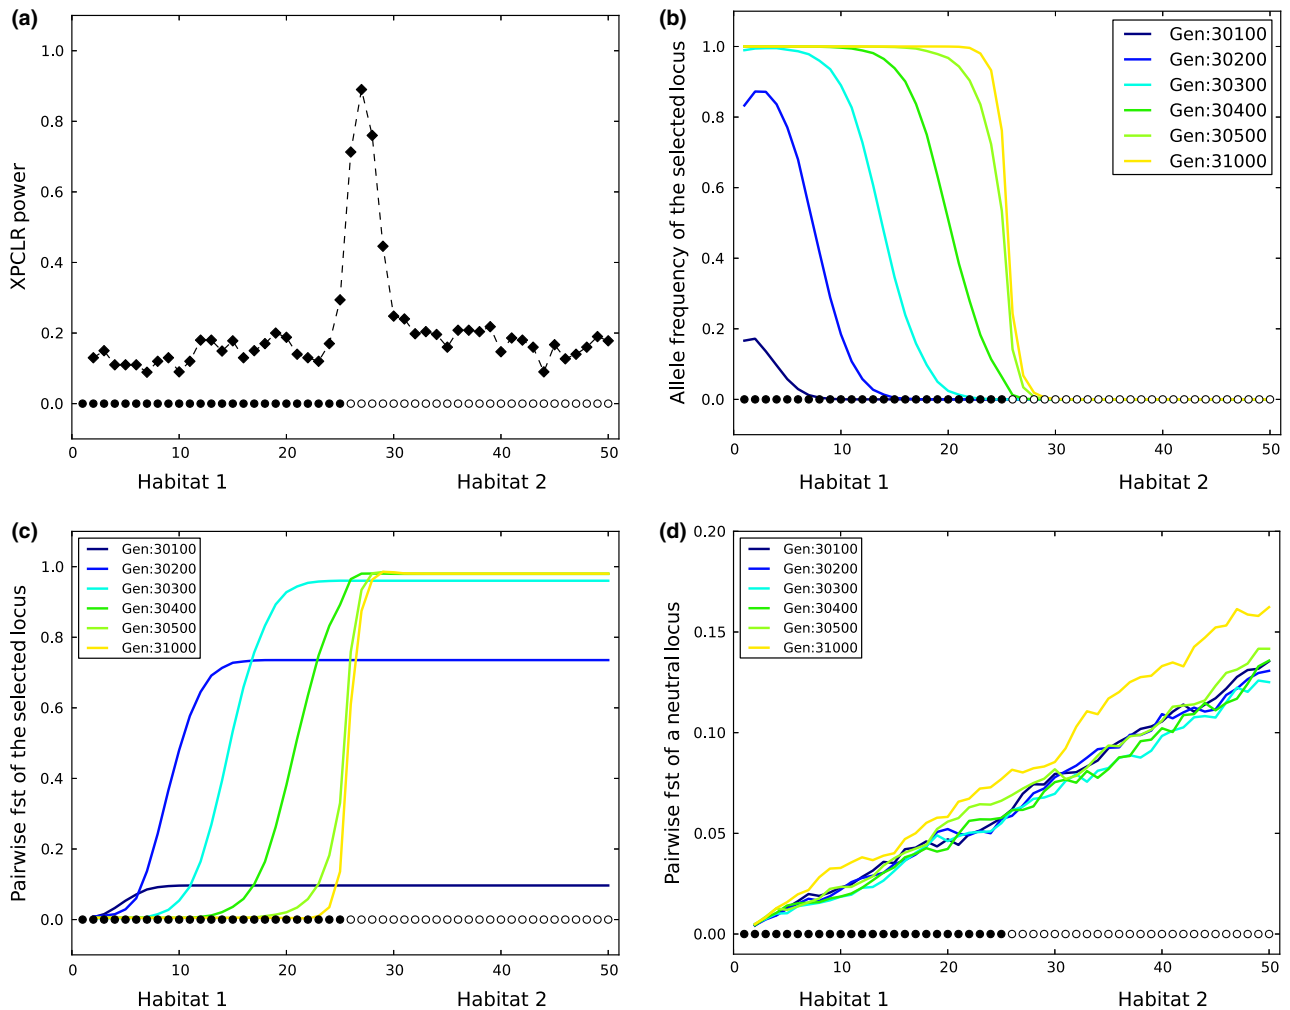 (a)
1.0
0.8
0.6
0.4
0.2
0.0
XPCLR power
0 10 20 30 40 50
Habitat 1 Habitat 2
(b)
1.0
0.8
0.6
0.4
0.2
0.0
Allele frequency of the selected locus
Gen:30100
Gen:30200
Gen:30300
Gen:30400
Gen:30500
Gen:31000
0 10 20 30 40 50
Habitat 1 Habitat 2
(c)
1.0
0.8
0.6
0.4
0.2
0.0
Pairwise fst of the selected locus
Gen:30100
Gen:30200
Gen:30300
Gen:30400
Gen:30500
Gen:31000
0 10 20 30 40 50
Habitat 1 Habitat 2
(d)
0.20
0.15
0.10
0.05
0.00
Pairwise fst of a neutral locus
Gen:30100
Gen:30200
Gen:30300
Gen:30400
Gen:30500
Gen:31000
0 10 20 30 40 50
Habitat 1 Habitat 2